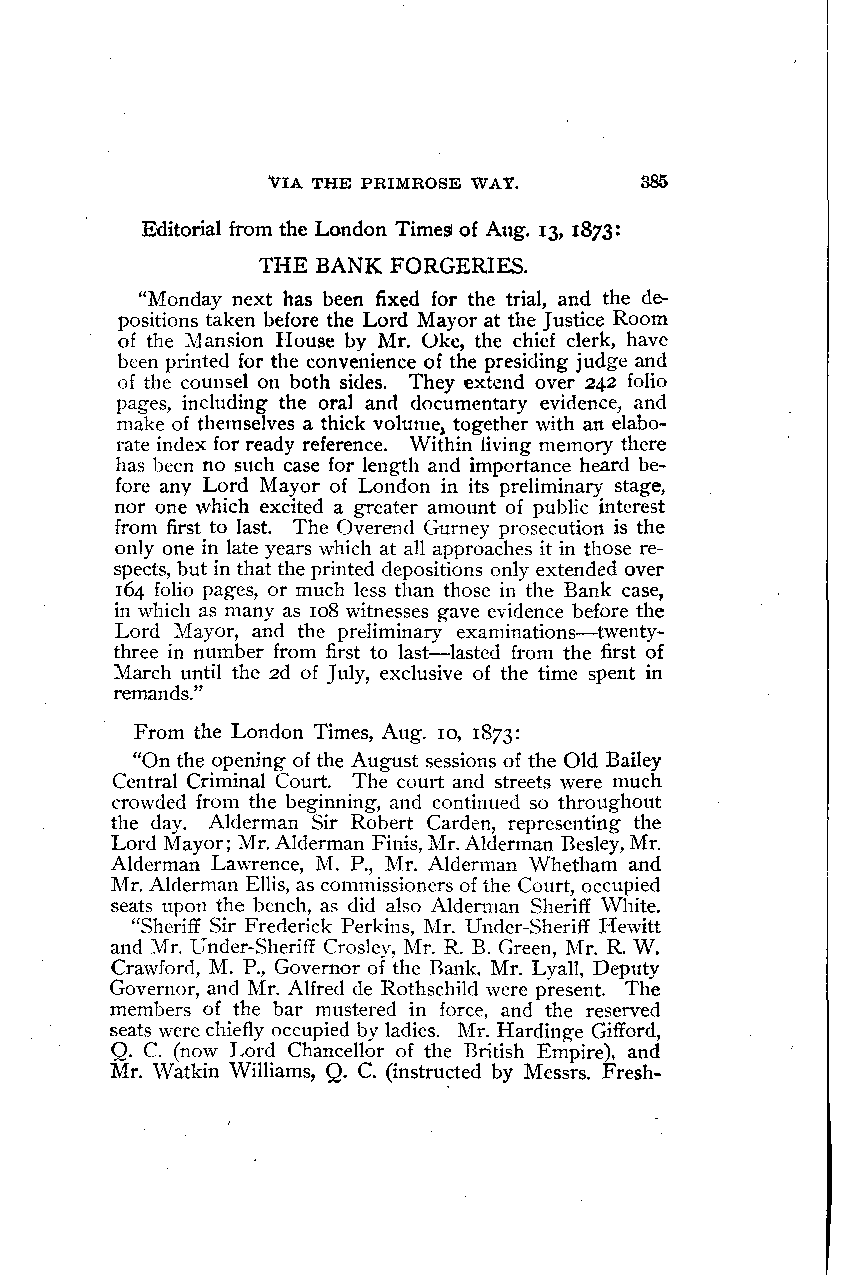 VIA THE PRIMROSE WAY. 385
Editorial from the London Times of Aug. 13, 1873:
THE BANK FORGERIES.
"Monday next has been fixed for the trial, and the de-
positions taken before the Lord Mayor at the Justice Room
of the Mansion House by Mr. Oke, the chief clerk, have
been printed for the convenience of the presiding judge and
of the counsel on both sides. They extend over 242 folio
pages, including the oral and documentary evidence, and
make of themselves a thick volume, together with an elabo-
rate index for ready reference. Within living memory there
has been no such case for length and importance heard be-
fore any Lord Mayor of London in its preliminary stage,
nor one which excited a greater amount of public interest
from first to last. The Overend Gurney prosecution is the
only one in late years which at all approaches it in those re-
spects, but in that the printed depositions only extended over
164 folio pages, or much less than those in the Bank case,
in which as many as 108 witnesses gave evidence before the
Lord Mayor, and the preliminary examinations—twenty-
three in number from first to last—lasted from the first of
March until the 2d of July, exclusive of the time spent in
remands."
From the London Times, Aug. 10, 1873:
"On the opening of the August sessions of the Old Bailey
Central Criminal Court. The court and streets were much
crowded from the beginning, and continued so throughout
the day. Alderman Sir Robert Carden, representing the
Lord Mayor; Mr. Alderman Finis, Mr. Alderman Besley, Mr.
Alderman Lawrence, M. P., Mr. Alderman Whetham and
Mr. Alderman Ellis, as commissioners of the Court, occupied
seats upon the bench, as did also Alderman Sheriff White.
"Sheriff Sir Frederick Perkins, Mr. Under-Sheriff Hewitt
and Mr. Under-Sheriff Crosley, Mr. R. B. Green, Mr. R. W.
Crawford, M. P., Governor of the Bank, Mr. Lyall, Deputy
Governor, and Mr. Alfred de Rothschild were present. The
members of the bar mustered in force, and the reserved
seats were chiefly occupied by ladies. Mr. Hardinge Gifford,
Q. C. (now Lord Chancellor of the British Empire), and
Mr. Watkin Williams, Q. C. (instructed by Messrs. Fresh-